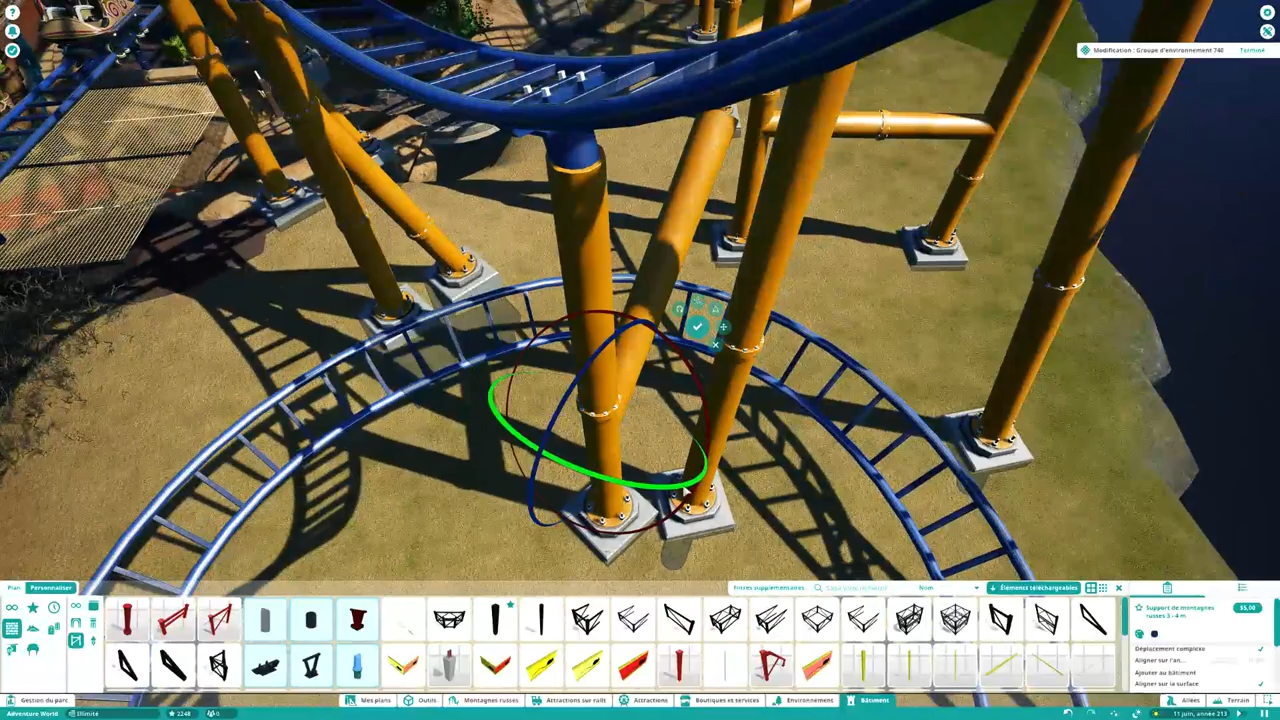 Modification : Groupe d'environnement 740 Terminé
Plan Personnaliser
Filtres supplémentaires
Nom
Éléments téléchargeables
Support de montagnes russes 3 - 4 m
$5,00
Déplacement complexe
Aligner sur l'an...
Ajouter au bâtiment
Aligner sur la surface
Gestion du parc
Mes plans
Outils
Montagnes russes
Attractions sur rails
Attractions
Boutiques et services
Environnement
Bâtiment
Allées
Terrain
Adventure World
Illimité
2248
0
11 juin, année 213